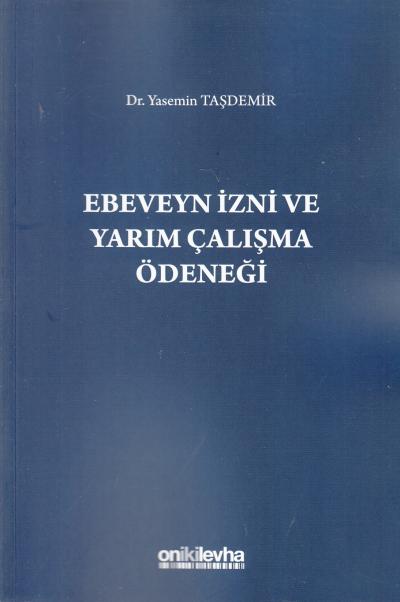 Dr. Yasemin TAŞDEMİR
EBEVEYN İZNİ VE
YARIM ÇALIŞMA
ÖDENEĞİ
onikilevha